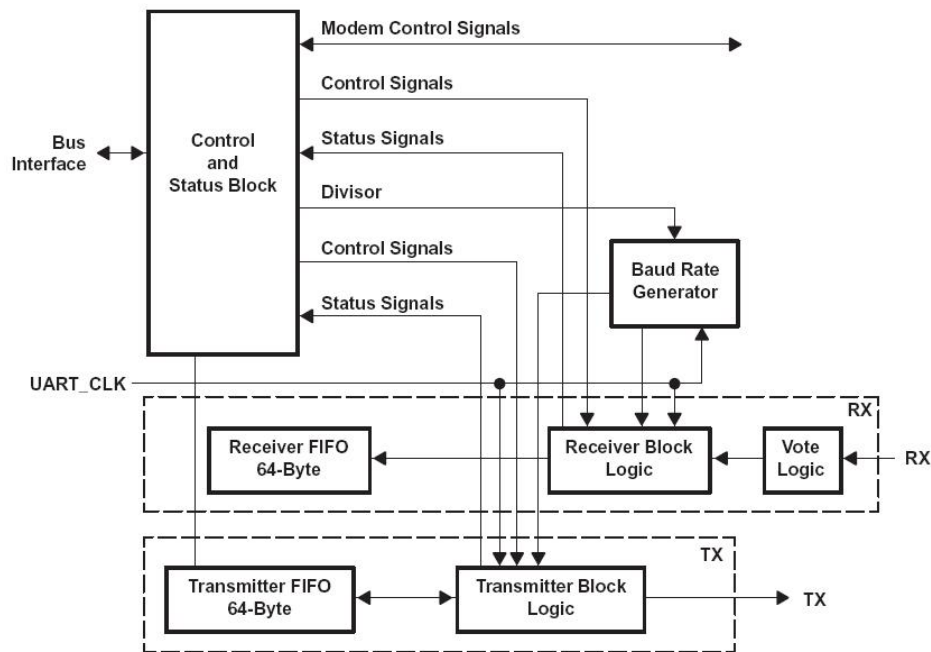 Modem Control Signals
Control Signals
Status Signals
Divisor
Control Signals
Status Signals
Bus
Interface
Control
and
Status Block
Baud Rate
Generator
UART_CLK
RX
Receiver FIFO
64-Byte
Receiver Block
Logic
Vote
Logic
RX
TX
Transmitter FIFO
64-Byte
Transmitter Block
Logic
TX